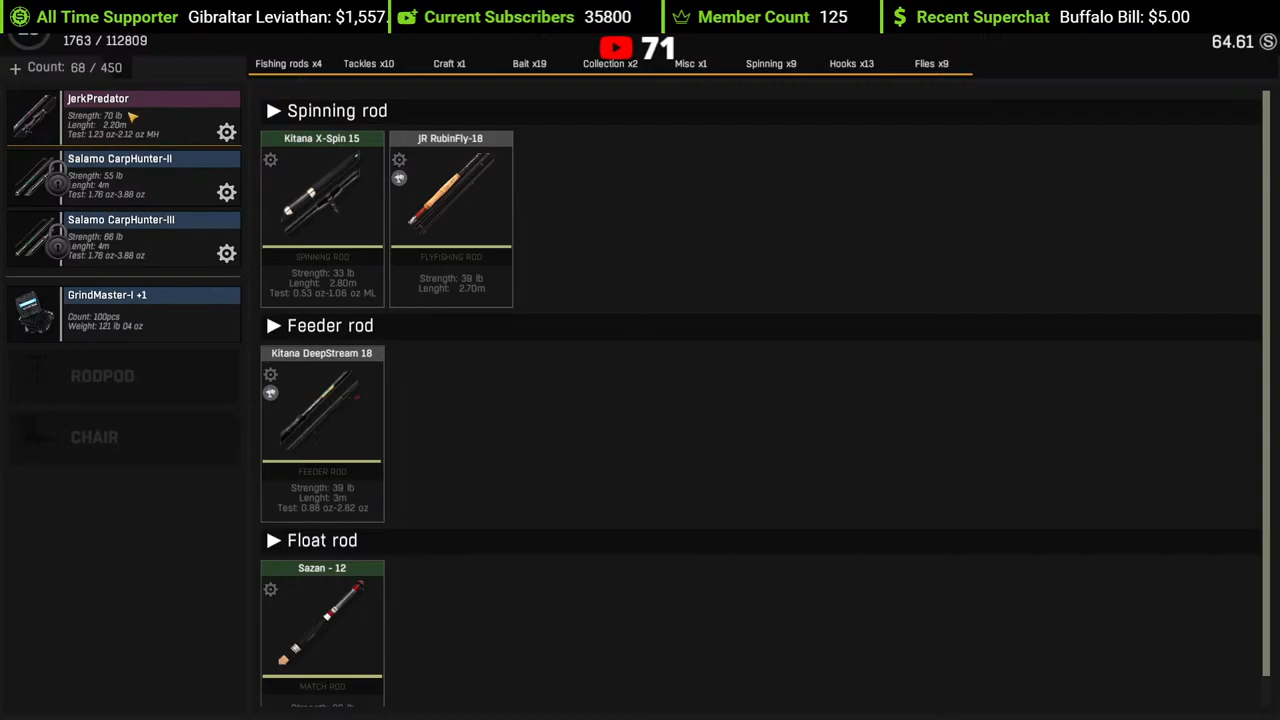 All Time Supporter Gibraltar Leviathan: $1,557.
Current Subscribers 35800
Member Count 125
Recent Superchat Buffalo Bill: $5.00
1763 / 112809
71
64.61 S
+ Count: 68 / 450
Fishing rods x4 Tackles x10 Craft x1 Bait x19 Collection x2 Misc x1 Spinning x9 Hooks x13 Flies x9
JerkPredator
Strength: 70 lb
Lenght: 2.20m
Test: 1.23 oz-2.12 oz MH
Salamo CarpHunter-II
Strength: 55 lb
Lenght: 4m
Test: 1.76 oz-3.88 oz
Salamo CarpHunter-III
Strength: 66 lb
Lenght: 4m
Test: 1.76 oz-3.88 oz
GrindMaster-I +1
Count: 100pcs
Weight: 121 lb 04 oz
RODPOD
CHAIR
Spinning rod
Kitana X-Spin 15
SPINNING ROD
Strength: 33 lb
Lenght: 2.80m
Test: 0.53 oz-1.06 oz ML
JR RubinFly-18
FLYFISHING ROD
Strength: 39 lb
Lenght: 2.70m
Feeder rod
Kitana DeepStream 18
FEEDER ROD
Strength: 39 lb
Lenght: 3m
Test: 0.88 oz-2.82 oz
Float rod
Sazan - 12
MATCH ROD